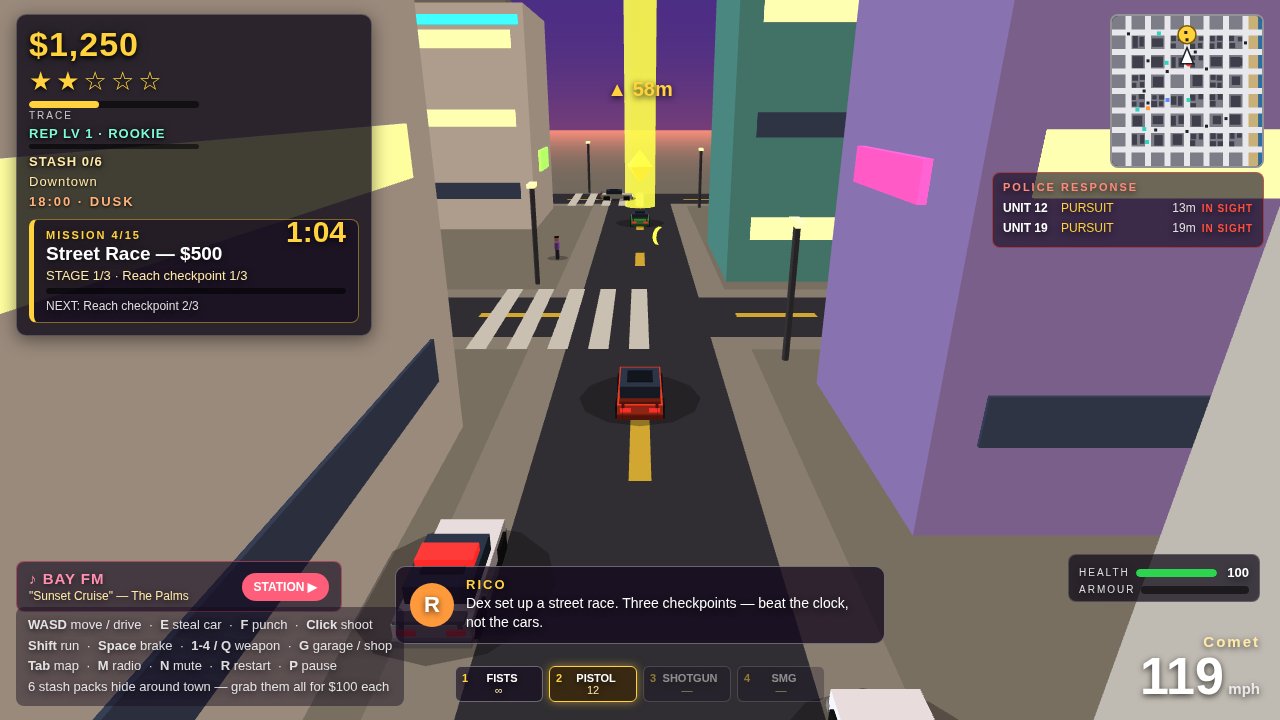 $1,250
★★☆☆☆
TRACE
REP LV 1 · ROOKIE
STASH 0/6
Downtown
18:00 · DUSK
MISSION 4/15
1:04
Street Race — $500
STAGE 1/3 · Reach checkpoint 1/3
NEXT: Reach checkpoint 2/3
▲ 58m
POLICE RESPONSE
UNIT 12 PURSUIT 13m IN SIGHT
UNIT 19 PURSUIT 19m IN SIGHT
♪ BAY FM
"Sunset Cruise" — The Palms
STATION ▶
WASD move / drive · E steal car · F punch · Click shoot
Shift run · Space brake · 1-4 / Q weapon · G garage / shop
Tab map · M radio · N mute · R restart · P pause
6 stash packs hide around town — grab them all for $100 each
R
RICO
Dex set up a street race. Three checkpoints — beat the clock,
not the cars.
1 FISTS
∞
2 PISTOL
12
3 SHOTGUN
—
4 SMG
—
HEALTH 100
ARMOUR
Comet
119 mph